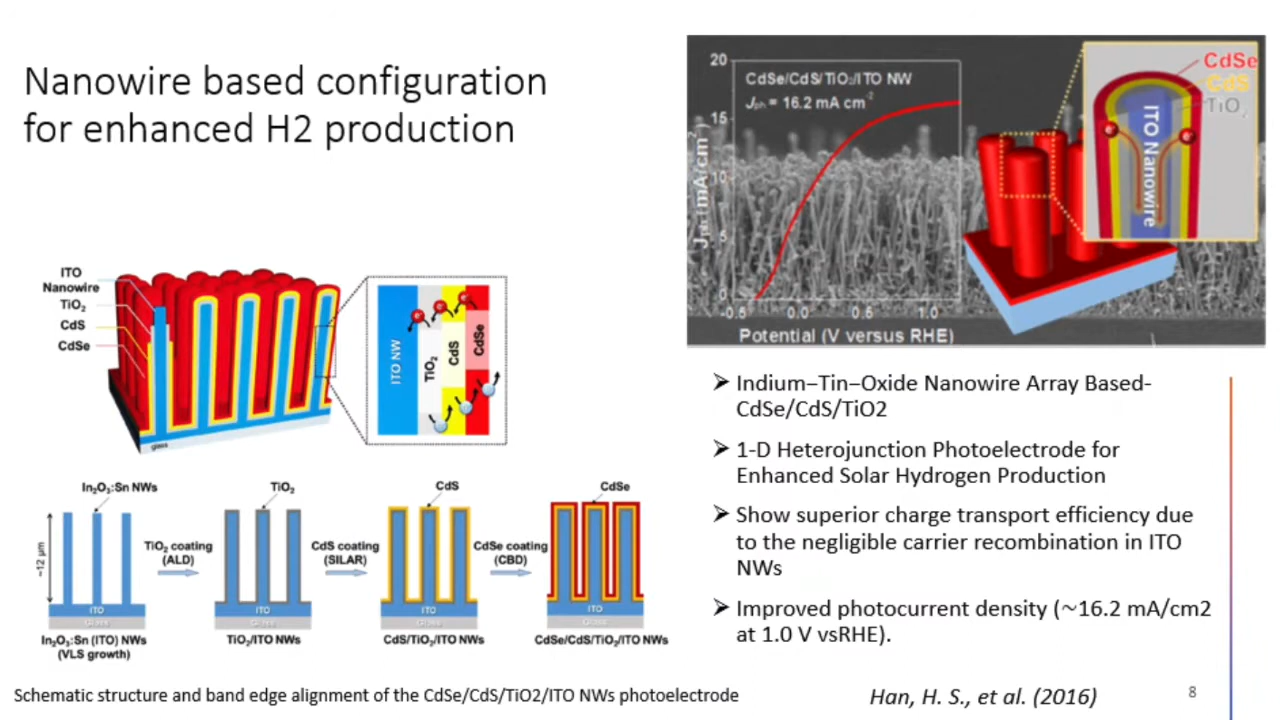 Nanowire based configuration
for enhanced H2 production
ITO
Nanowire
TiO2
CdS
CdSe
glass
ITO NW
TiO2
CdS
CdSe
e-
e-
e-
In2O3:Sn NWs
~12 μm
ITO
Glass
In2O3:Sn (ITO) NWs
(VLS growth)
TiO2 coating
(ALD)
TiO2
ITO
Glass
TiO2/ITO NWs
CdS coating
(SILAR)
CdS
ITO
Glass
CdS/TiO2/ITO NWs
CdSe coating
(CBD)
CdSe
ITO
Glass
CdSe/CdS/TiO2/ITO NWs
Schematic structure and band edge alignment of the CdSe/CdS/TiO2/ITO NWs photoelectrode
CdSe/CdS/TiO2/ITO NW
Jph = 16.2 mA cm-2
20
15
10
5
0
Jph (mA/cm2)
-0.5
0.0
0.5
1.0
Potential (V versus RHE)
CdSe
CdS
TiO2
ITO Nanowire
e-
e-
➢ Indium–Tin–Oxide Nanowire Array Based-
CdSe/CdS/TiO2
➢ 1-D Heterojunction Photoelectrode for
Enhanced Solar Hydrogen Production
➢ Show superior charge transport efficiency due
to the negligible carrier recombination in ITO
NWs
➢ Improved photocurrent density (~16.2 mA/cm2
at 1.0 V vsRHE).
Han, H. S., et al. (2016)
8